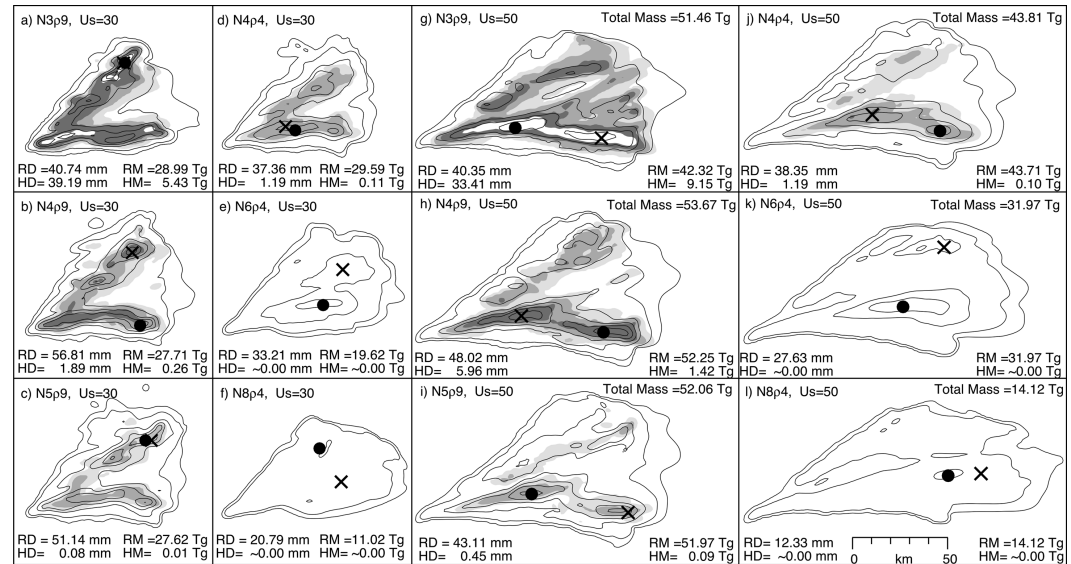 a) N3ρ9, Us=30
RD =40.74 mm RM=28.99 Tg
HD= 39.19 mm HM= 5.43 Tg
d) N4ρ4, Us=30
RD =37.36 mm RM=29.59 Tg
HD= 1.19 mm HM= 0.11 Tg
g) N3ρ9, Us=50 Total Mass =51.46 Tg
RD =40.35 mm RM=42.32 Tg
HD= 33.41 mm HM= 9.15 Tg
j) N4ρ4, Us=50 Total Mass =43.81 Tg
RD =38.35 mm RM=43.71 Tg
HD= 1.19 mm HM= 0.10 Tg
b) N4ρ9, Us=30
RD =56.81 mm RM=27.71 Tg
HD= 1.89 mm HM= 0.26 Tg
e) N6ρ4, Us=30
RD =33.21 mm RM=19.62 Tg
HD= ~0.00 mm HM= ~0.00 Tg
h) N4ρ9, Us=50 Total Mass =53.67 Tg
RD =48.02 mm RM=52.25 Tg
HD= 5.96 mm HM= 1.42 Tg
k) N6ρ4, Us=50 Total Mass =31.97 Tg
RD =27.63 mm RM=31.97 Tg
HD= ~0.00 mm HM= ~0.00 Tg
c) N5ρ9, Us=30
RD =51.14 mm RM=27.62 Tg
HD= 0.08 mm HM= 0.01 Tg
f) N8ρ4, Us=30
RD =20.79 mm RM=11.02 Tg
HD= ~0.00 mm HM= ~0.00 Tg
i) N5ρ9, Us=50 Total Mass =52.06 Tg
RD =43.11 mm RM=51.97 Tg
HD= 0.45 mm HM= 0.09 Tg
l) N8ρ4, Us=50 Total Mass =14.12 Tg
RD =12.33 mm RM=14.12 Tg
HD= ~0.00 mm HM= ~0.00 Tg
0 km 50